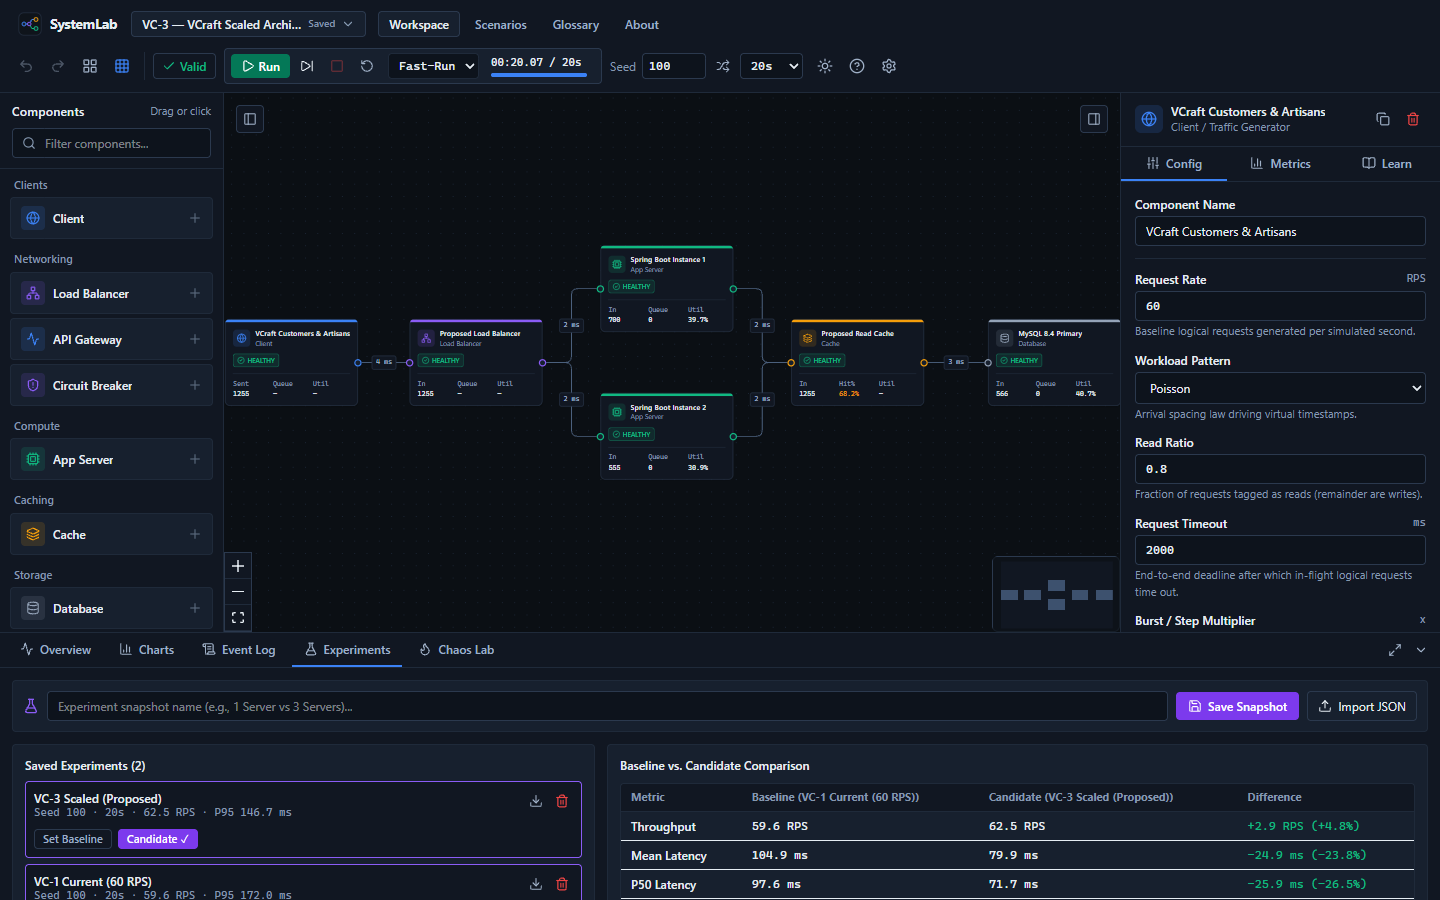 SystemLab
VC-3 — VCraft Scaled Archi... Saved
Workspace
Scenarios
Glossary
About
Valid
Run
Fast-Run
00:20.07 / 20s
Seed
100
20s
Components
Drag or click
Filter components...
Clients
Client
Networking
Load Balancer
API Gateway
Circuit Breaker
Compute
App Server
Caching
Cache
Storage
Database
VCraft Customers & Artisans
Client
HEALTHY
Sent Queue Util
1255 – –
4 ms
Proposed Load Balancer
Load Balancer
HEALTHY
In Queue Util
1255 – –
2 ms
2 ms
Spring Boot Instance 1
App Server
HEALTHY
In Queue Util
700 0 39.7%
Spring Boot Instance 2
App Server
HEALTHY
In Queue Util
555 0 30.9%
2 ms
2 ms
Proposed Read Cache
Cache
HEALTHY
In Hit% Util
1255 68.2% –
3 ms
MySQL 8.4 Primary
Database
HEALTHY
In Queue Util
566 0 40.7%
VCraft Customers & Artisans
Client / Traffic Generator
Config
Metrics
Learn
Component Name
VCraft Customers & Artisans
Request Rate RPS
60
Baseline logical requests generated per simulated second.
Workload Pattern
Poisson
Arrival spacing law driving virtual timestamps.
Read Ratio
0.8
Fraction of requests tagged as reads (remainder are writes).
Request Timeout ms
2000
End-to-end deadline after which in-flight logical requests
time out.
Burst / Step Multiplier x
Overview
Charts
Event Log
Experiments
Chaos Lab
Experiment snapshot name (e.g., 1 Server vs 3 Servers)...
Save Snapshot
Import JSON
Saved Experiments (2)
VC-3 Scaled (Proposed)
Seed 100 · 20s · 62.5 RPS · P95 146.7 ms
Set Baseline
Candidate ✓
VC-1 Current (60 RPS)
Seed 100 · 20s · 59.6 RPS · P95 172.0 ms
Baseline vs. Candidate Comparison
Metric Baseline (VC-1 Current (60 RPS)) Candidate (VC-3 Scaled (Proposed)) Difference
Throughput 59.6 RPS 62.5 RPS +2.9 RPS (+4.8%)
Mean Latency 104.9 ms 79.9 ms −24.9 ms (−23.8%)
P50 Latency 97.6 ms 71.7 ms −25.9 ms (−26.5%)